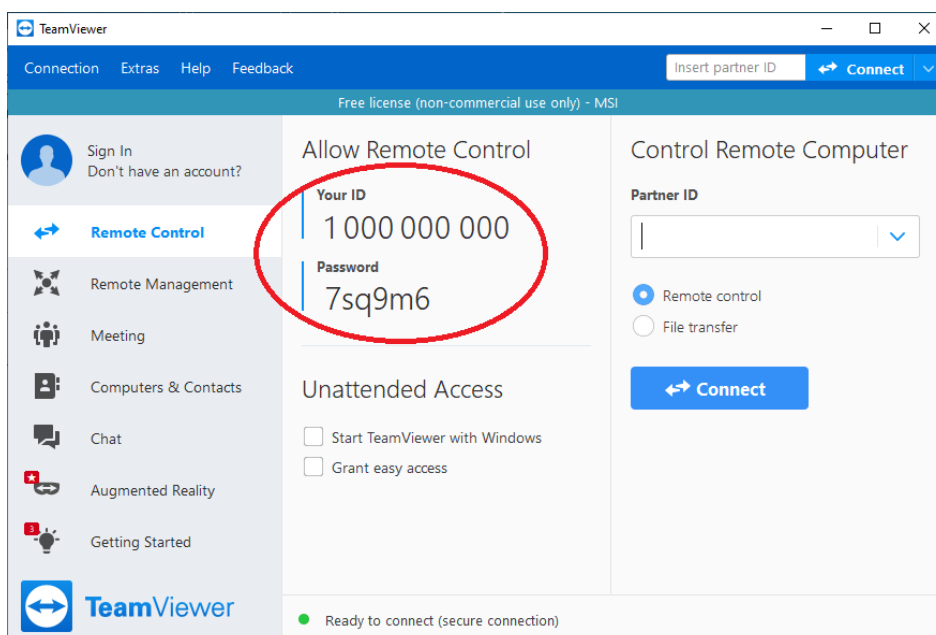 TeamViewer
Connection Extras Help Feedback
Insert partner ID
Connect
Free license (non-commercial use only) - MSI
Sign In
Don't have an account?
Remote Control
Remote Management
Meeting
Computers & Contacts
Chat
Augmented Reality
3
Getting Started
TeamViewer
Allow Remote Control
Your ID
1 000 000 000
Password
7sq9m6
Unattended Access
Start TeamViewer with Windows
Grant easy access
Control Remote Computer
Partner ID
Remote control
File transfer
Connect
Ready to connect (secure connection)